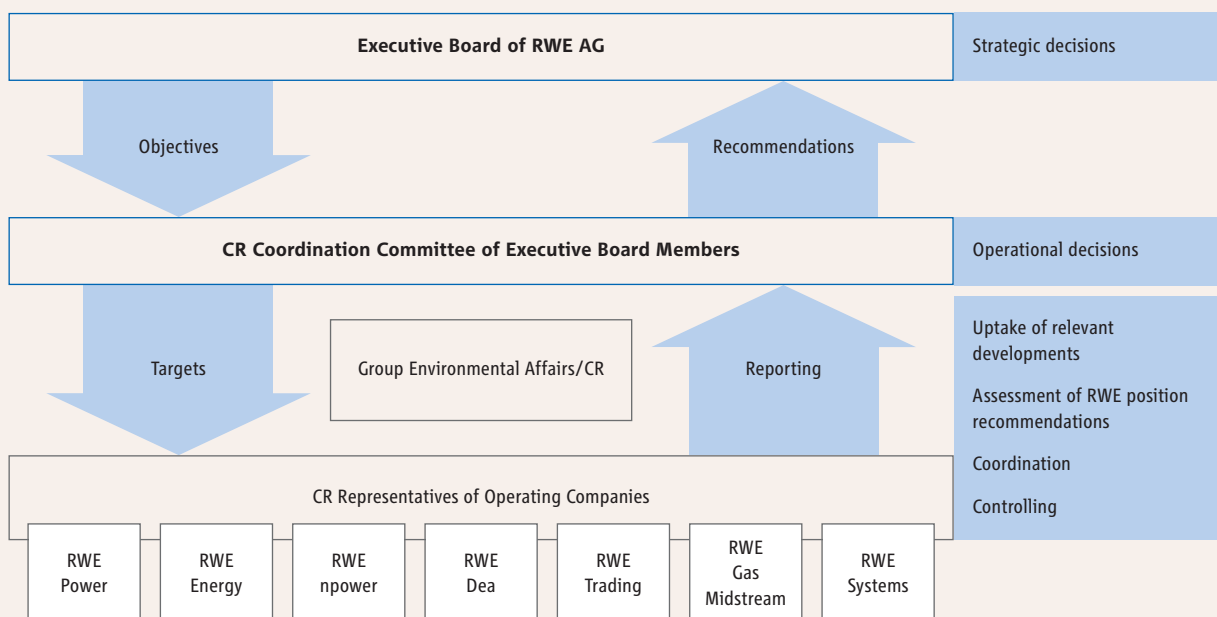 Executive Board of RWE AG
Strategic decisions
Objectives
Recommendations
CR Coordination Committee of Executive Board Members
Operational decisions
Targets
Group Environmental Affairs/CR
Reporting
Uptake of relevant
developments
Assessment of RWE position
recommendations
Coordination
Controlling
CR Representatives of Operating Companies
RWE
Power
RWE
Energy
RWE
npower
RWE
Dea
RWE
Trading
RWE
Gas
Midstream
RWE
Systems